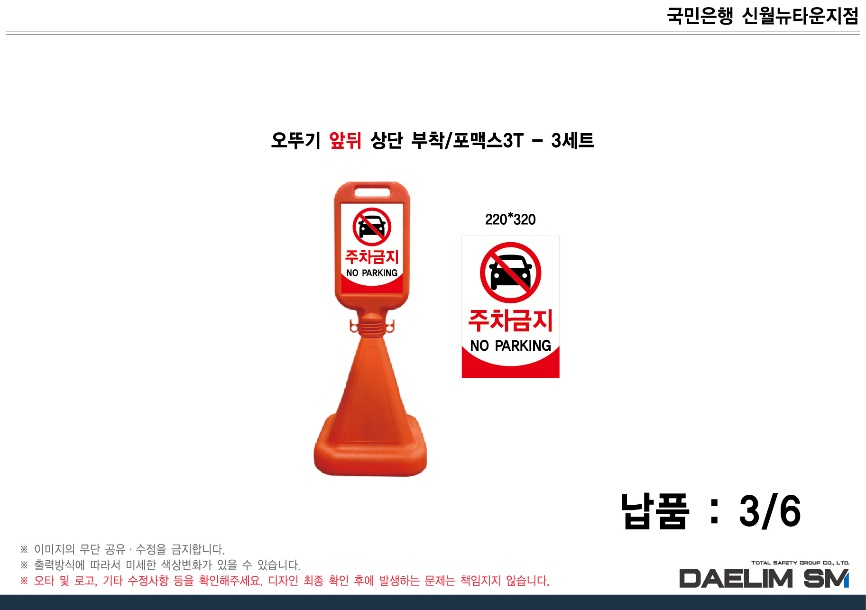 국민은행 신월뉴타운지점
오뚜기 앞뒤 상단 부착/포맥스3T - 3세트
220*320
주차금지
NO PARKING
주차금지
NO PARKING
납품 : 3/6
※ 이미지의 무단 공유 · 수정을 금지합니다.
※ 출력방식에 따라서 미세한 색상변화가 있을 수 있습니다.
※ 오타 및 로고, 기타 수정사항 등을 확인해주세요. 디자인 최종 확인 후에 발생하는 문제는 책임지지 않습니다.
TOTAL SAFETY GROUP CO., LTD.
DAELIM SM